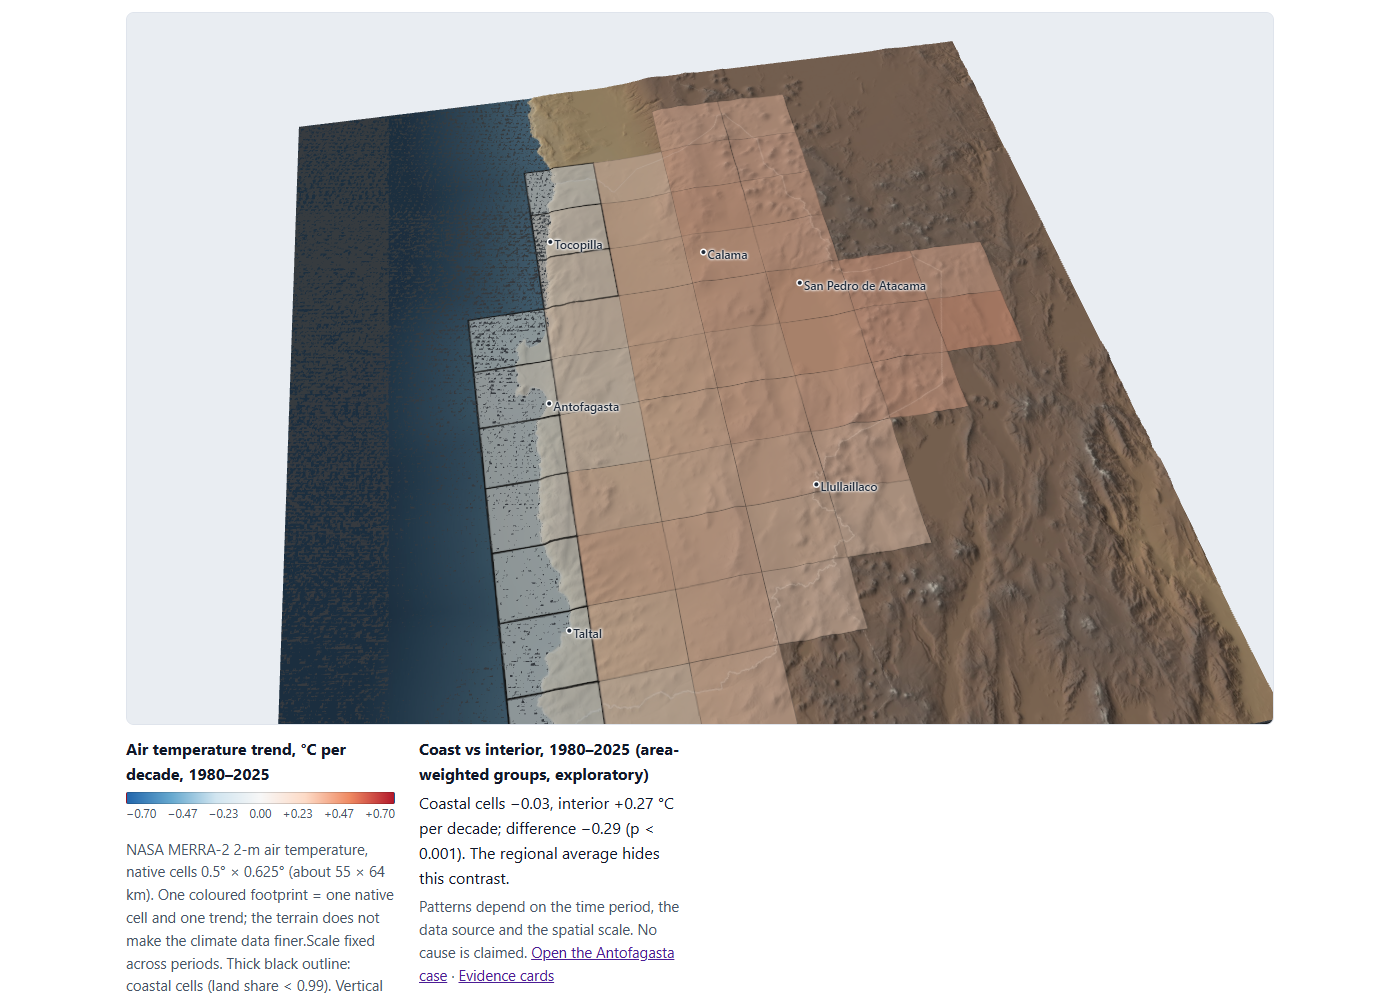 Tocopilla
Calama
San Pedro de Atacama
Antofagasta
Llullaillaco
Taltal
Air temperature trend, °C per
decade, 1980–2025
−0.70 −0.47 −0.23 0.00 +0.23 +0.47 +0.70
NASA MERRA-2 2-m air temperature,
native cells 0.5° × 0.625° (about 55 × 64
km). One coloured footprint = one native
cell and one trend; the terrain does not
make the climate data finer.Scale fixed
across periods. Thick black outline:
coastal cells (land share < 0.99). Vertical
Coast vs interior, 1980–2025 (area-
weighted groups, exploratory)
Coastal cells −0.03, interior +0.27 °C
per decade; difference −0.29 (p <
0.001). The regional average hides
this contrast.
Patterns depend on the time period, the
data source and the spatial scale. No
cause is claimed. Open the Antofagasta
case · Evidence cards